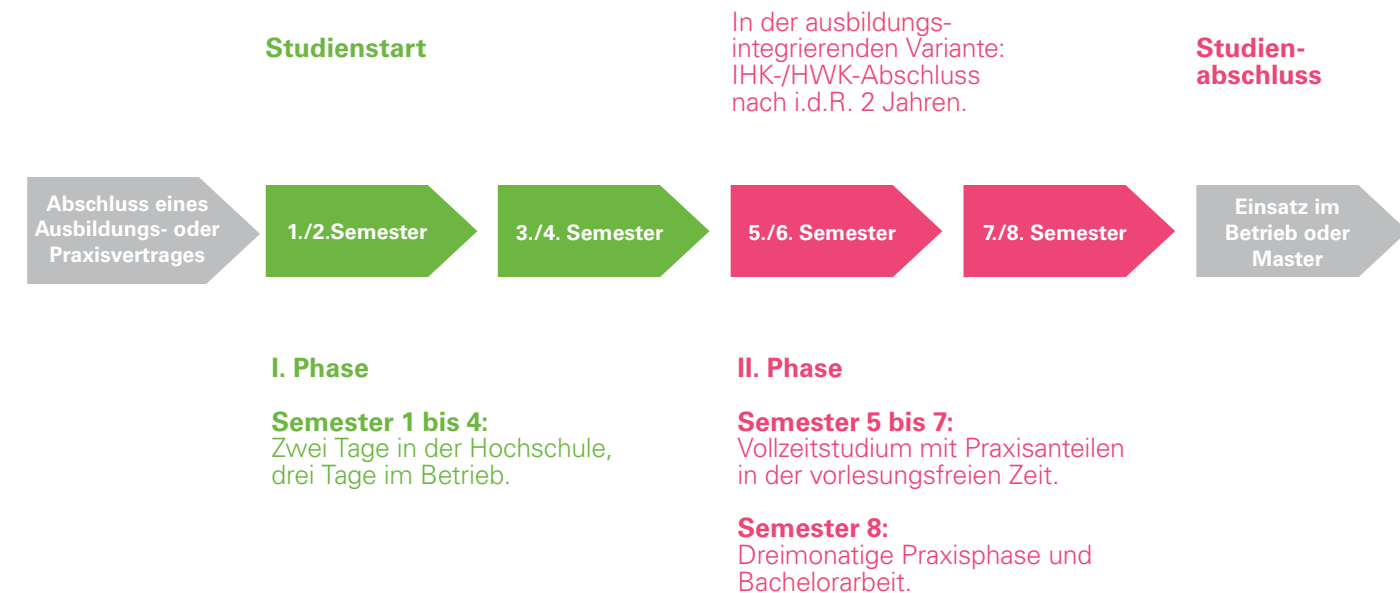 Studienstart
In der ausbildungs-
integrierenden Variante:
IHK-/HWK-Abschluss
nach i.d.R. 2 Jahren.
Studien-
abschluss
Abschluss eines
Ausbildungs- oder
Praxisvertrages
1./2.Semester
3./4. Semester
5./6. Semester
7./8. Semester
Einsatz im
Betrieb oder
Master
I. Phase
Semester 1 bis 4:
Zwei Tage in der Hochschule,
drei Tage im Betrieb.
II. Phase
Semester 5 bis 7:
Vollzeitstudium mit Praxisanteilen
in der vorlesungsfreien Zeit.
Semester 8:
Dreimonatige Praxisphase und
Bachelorarbeit.